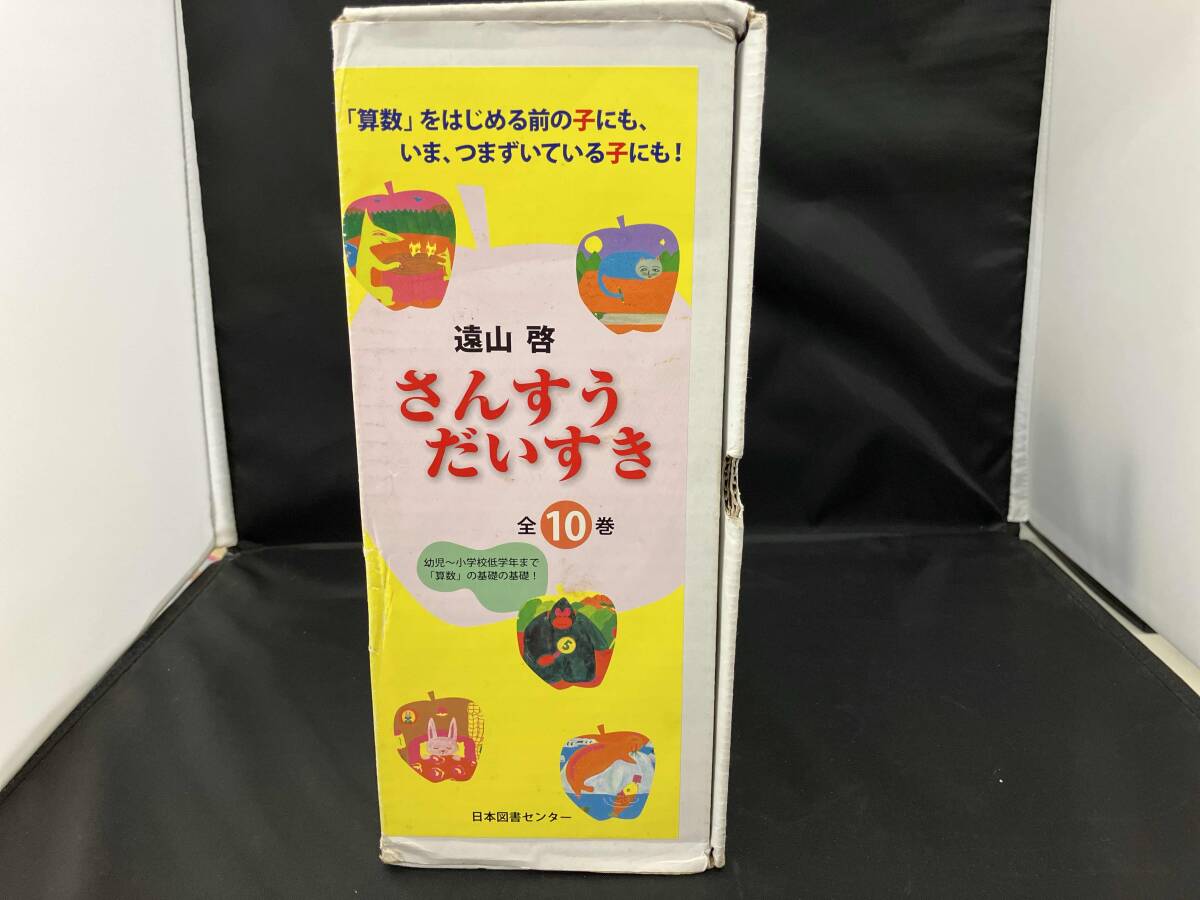 「算数」をはじめる前の子にも、
いま、つまずいている子にも!
遠山 啓
さんすう
だいすき
全10巻
幼児〜小学校低学年まで
「算数」の基礎の基礎!
5
日本図書センター